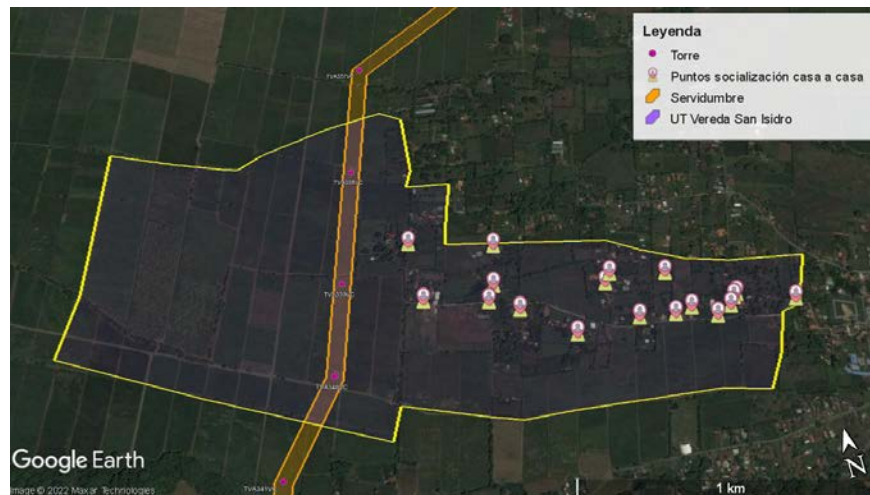 Leyenda
Torre
Puntos socialización casa a casa
Servidumbre
UT Vereda San Isidro
Google Earth
Image © 2022 Maxar Technologies
1 km
N